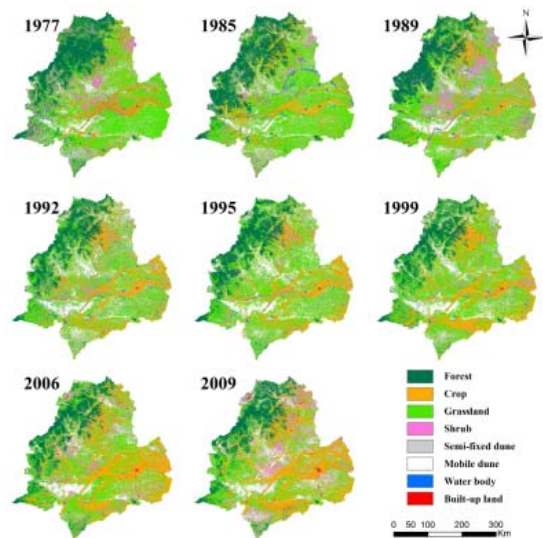 1977
1985
1989
N
1992
1995
1999
2006
2009
Forest
Crop
Grassland
Shrub
Semi-fixed dune
Mobile dune
Water body
Built-up land
0 50 100 200 300
Km